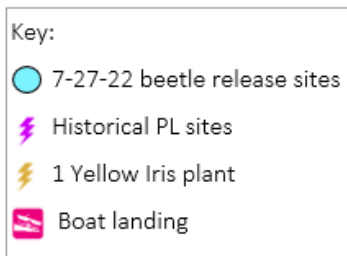 Key:
7-27-22 beetle release sites
Historical PL sites
1 Yellow Iris plant
Boat landing